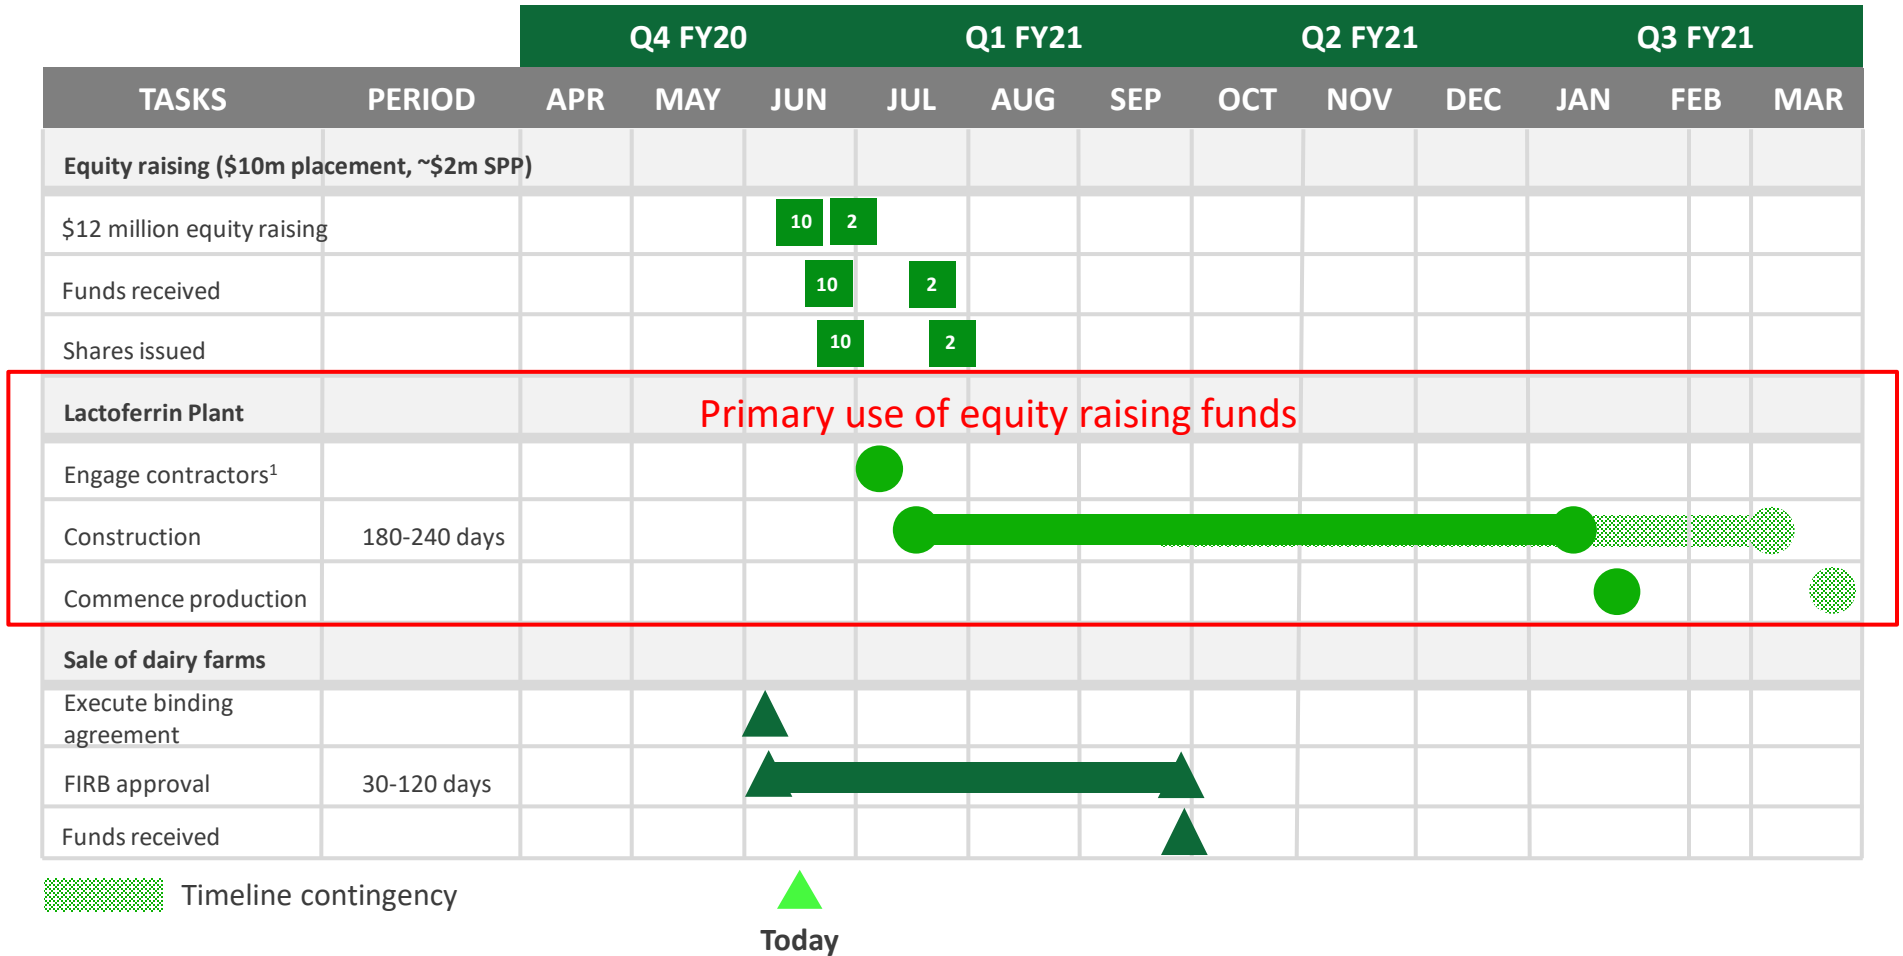 Q4 FY20 Q1 FY21 Q2 FY21 Q3 FY21
TASKS PERIOD APR MAY JUN JUL AUG SEP OCT NOV DEC JAN FEB MAR
Equity raising ($10m placement, ~$2m SPP)
$12 million equity raising 10 2
Funds received 10 2
Shares issued 10 2
Lactoferrin Plant Primary use of equity raising funds
Engage contractors¹
Construction 180-240 days
Commence production
Sale of dairy farms
Execute binding
agreement
FIRB approval 30-120 days
Funds received
Timeline contingency
Today